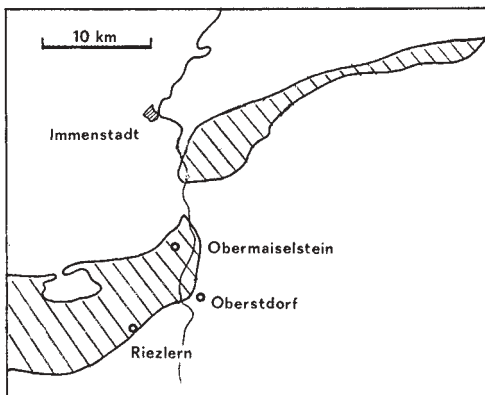 10 km
Immenstadt
Obermaiselstein
Oberstdorf
Riezlern